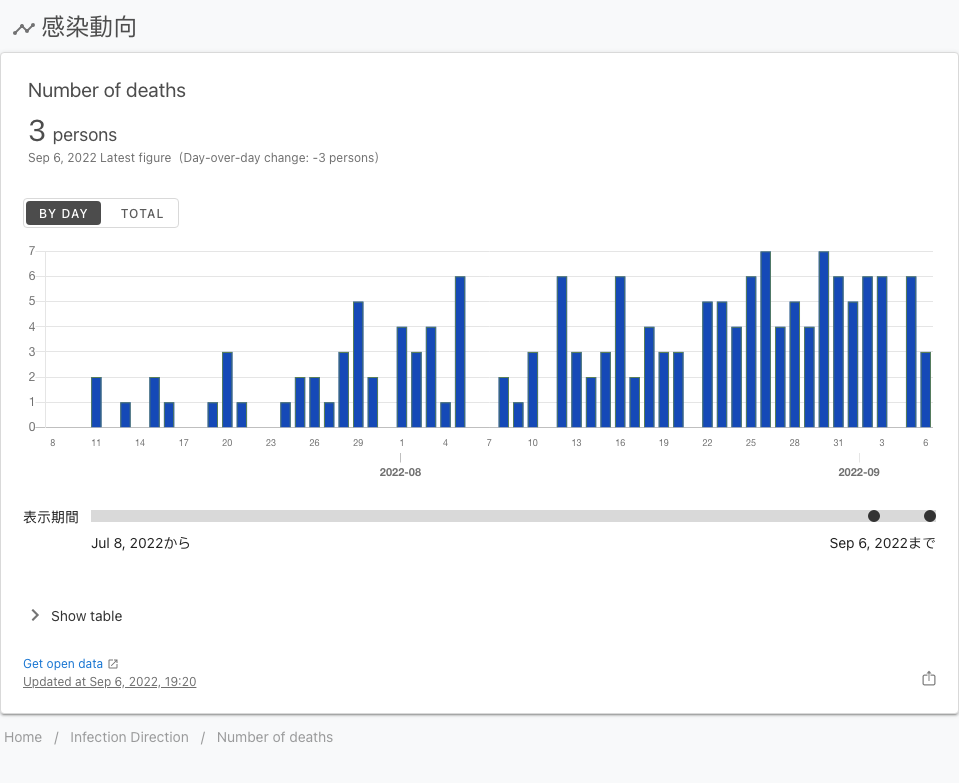 感染動向
Number of deaths
3 persons
Sep 6, 2022 Latest figure (Day-over-day change: -3 persons)
BY DAY TOTAL
7
6
5
4
3
2
1
0
8 11 14 17 20 23 26 29 1 4 7 10 13 16 19 22 25 28 31 3 6
2022-08 2022-09
表示期間
Jul 8, 2022から Sep 6, 2022まで
Show table
Get open data
Updated at Sep 6, 2022, 19:20
Home / Infection Direction / Number of deaths